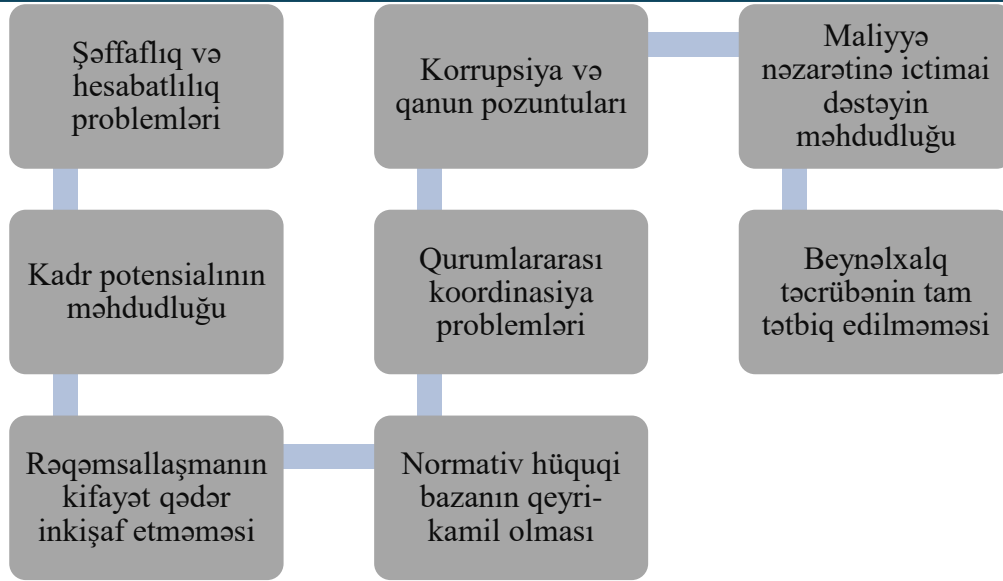 Şəffaflıq və
hesabatlılıq
problemləri
Kadr potensialının
məhdudluğu
Rəqəmsallaşmanın
kifayət qədər
inkişaf etməməsi
Normativ hüquqi
bazanın qeyri-
kamil olması
Qurumlararası
koordinasiya
problemləri
Korrupsiya və
qanun pozuntuları
Maliyyə
nəzarətinə ictimai
dəstəyin
məhdudluğu
Beynəlxalq
təcrübənin tam
tətbiq edilməməsi